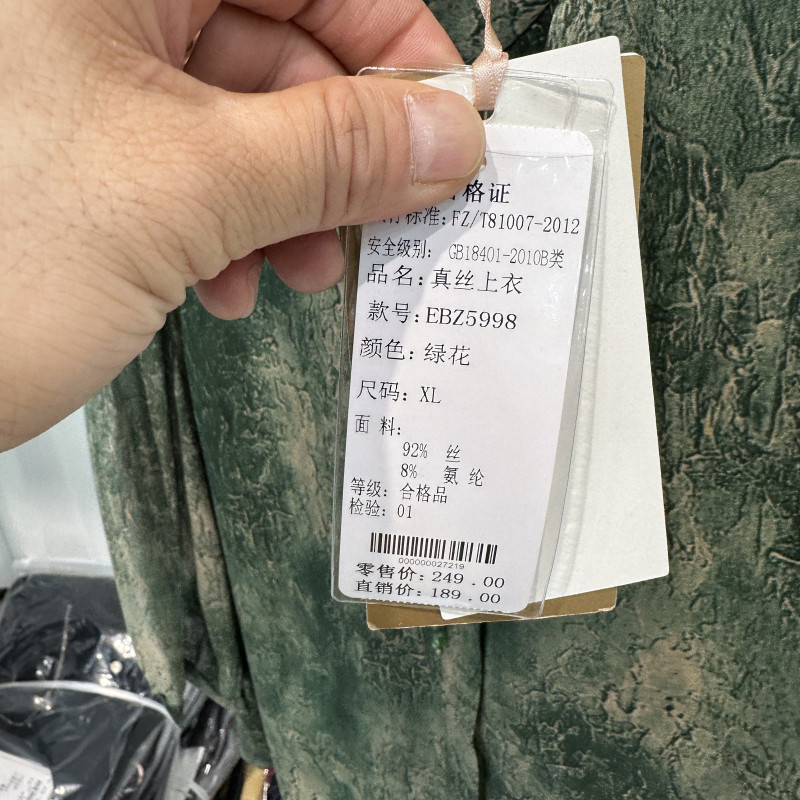 格证
标准:FZ/T81007-2012
安全级别: GB18401-2010B类
品名:真丝上衣
款号:EBZ5998
颜色:绿花
尺码: XL
面 料:
92% 丝
8% 氨纶
等级: 合格品
检验: 01
000000027219
零售价:249.00
直销价:189.00